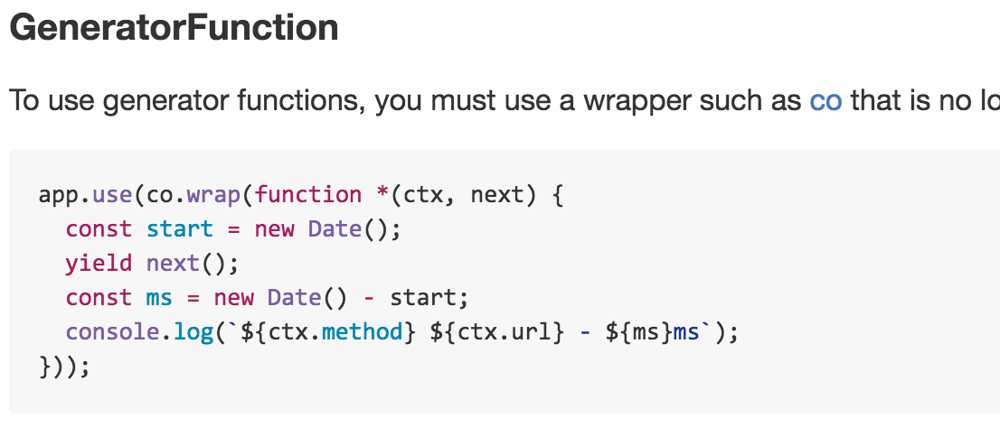 GeneratorFunction
To use generator functions, you must use a wrapper such as co that is no
app.use(co.wrap(function *(ctx, next) {
  const start = new Date();
  yield next();
  const ms = new Date() - start;
  console.log(`${ctx.method} ${ctx.url} - ${ms}ms`);
}));